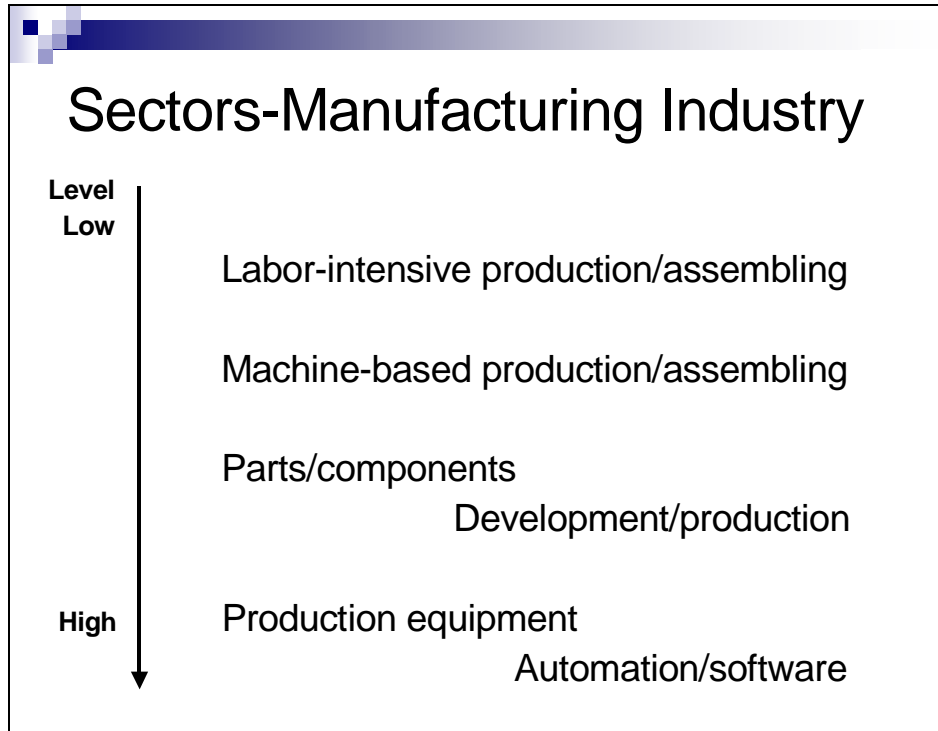 Sectors-Manufacturing Industry
Level
Low
Labor-intensive production/assembling
Machine-based production/assembling
Parts/components
Development/production
High
Production equipment
Automation/software